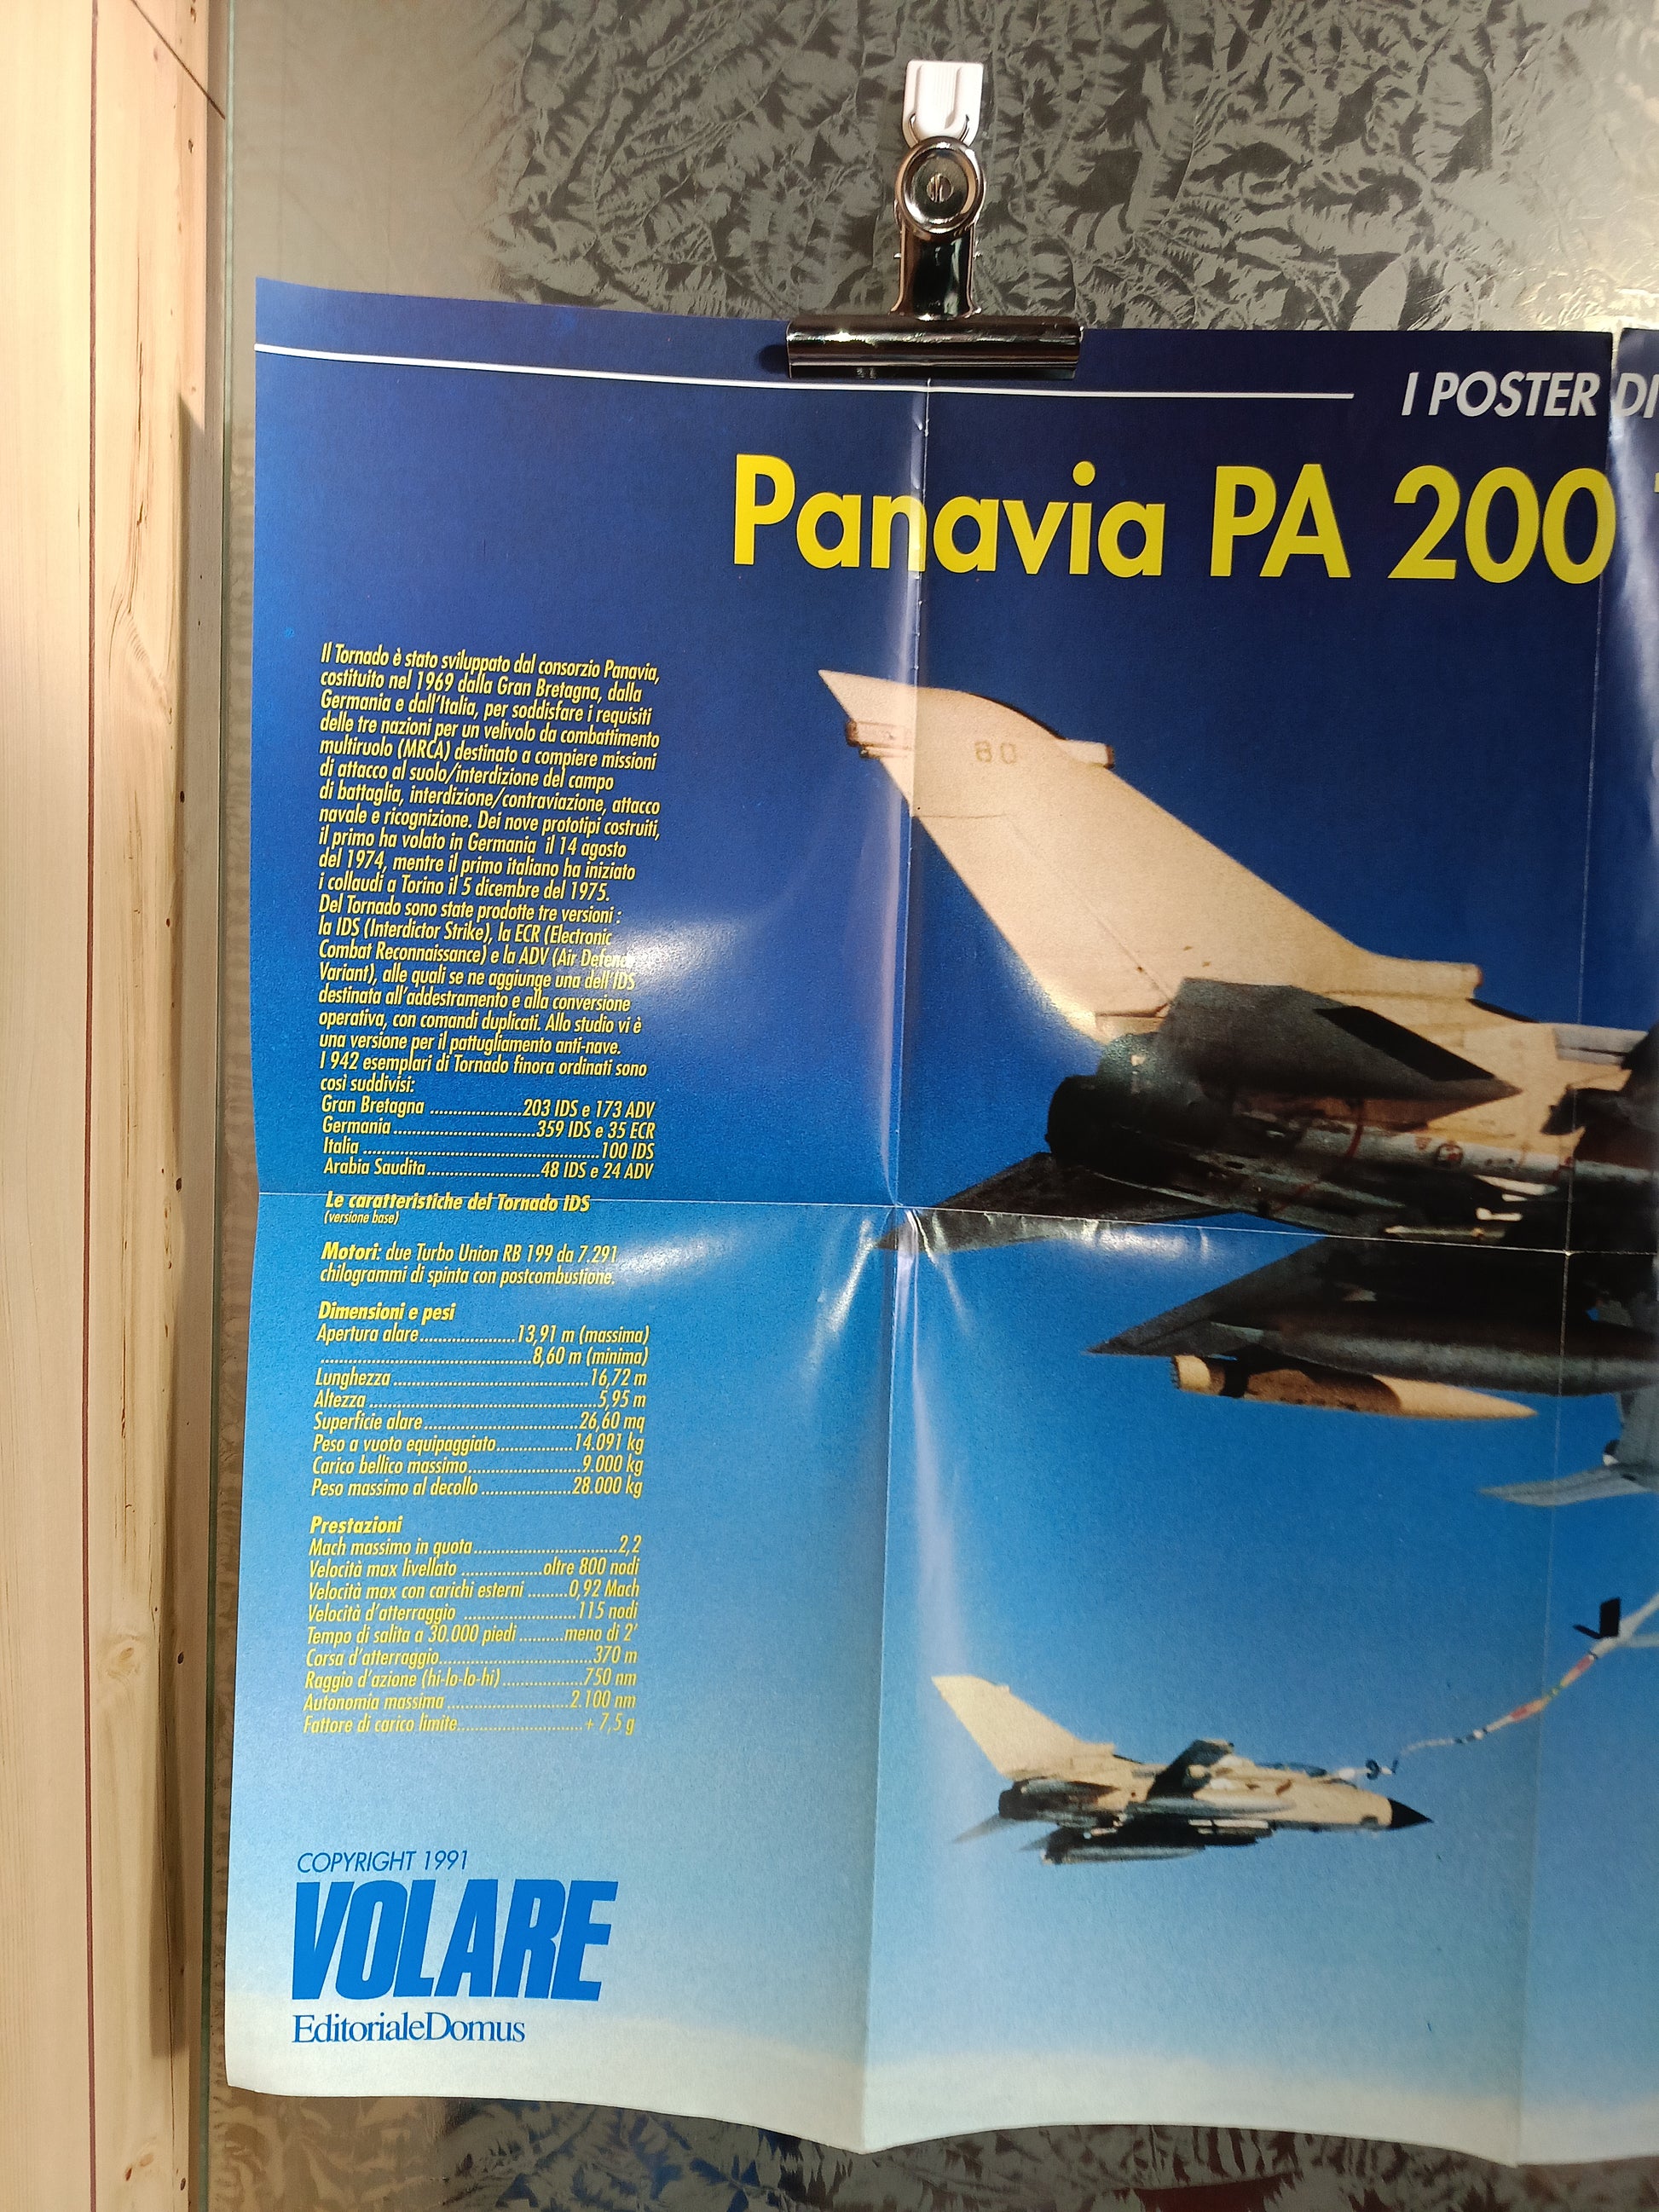 I POSTER DI
Panavia PA 200
80
Il Tornado è stato sviluppato dal consorzio Panavia,
costituito nel 1969 dalla Gran Bretagna, dalla
Germania e dall'Italia, per soddisfare i requisiti
delle tre nazioni per un velivolo da combattimento
multiruolo (MRCA) destinato a compiere missioni
di attacco al suolo/interdizione del campo
di battaglia, interdizione/contraviazione, attacco
navale e ricognizione. Dei nove prototipi costruiti,
il primo ha volato in Germania il 14 agosto
del 1974, mentre il primo italiano ha iniziato
i collaudi a Torino il 5 dicembre del 1975.
Del Tornado sono state prodotte tre versioni :
la IDS (Interdictor Strike), la ECR (Electronic
Combat Reconnaissance) e la ADV (Air Defence
Variant), alle quali se ne aggiunge una dell'IDS
destinata all'addestramento e alla conversione
operativa, con comandi duplicati. Allo studio vi è
una versione per il pattugliamento anti-nave.
I 942 esemplari di Tornado finora ordinati sono
così suddivisi:
Gran Bretagna ....................203 IDS e 173 ADV
Germania ...............................359 IDS e 35 ECR
Italia ....................................................100 IDS
Arabia Saudita.........................48 IDS e 24 ADV
Le caratteristiche del Tornado IDS
(versione base)
Motori: due Turbo Union RB 199 da 7.291
chilogrammi di spinta con postcombustione.
Dimensioni e pesi
Apertura alare.....................13,91 m (massima)
..............................................8,60 m (minima)
Lunghezza ..........................................16,72 m
Altezza ..................................................5,95 m
Superficie alare..................................26,60 mq
Peso a vuoto equipaggiato.................14.091 kg
Carico bellico massimo.........................9.000 kg
Peso massimo al decollo ....................28.000 kg
Prestazioni
Mach massimo in quota................................2,2
Velocità max livellato ..................oltre 800 nodi
Velocità max con carichi esterni .........0,92 Mach
Velocità d'atterraggio .........................115 nodi
Tempo di salita a 30.000 piedi ..........meno di 2'
Corsa d'atterraggio..................................370 m
Raggio d'azione (hi-lo-lo-hi) ..................750 nm
Autonomia massima ...........................2.100 nm
Fattore di carico limite............................+ 7,5 g
COPYRIGHT 1991
VOLARE
EditorialeDomus